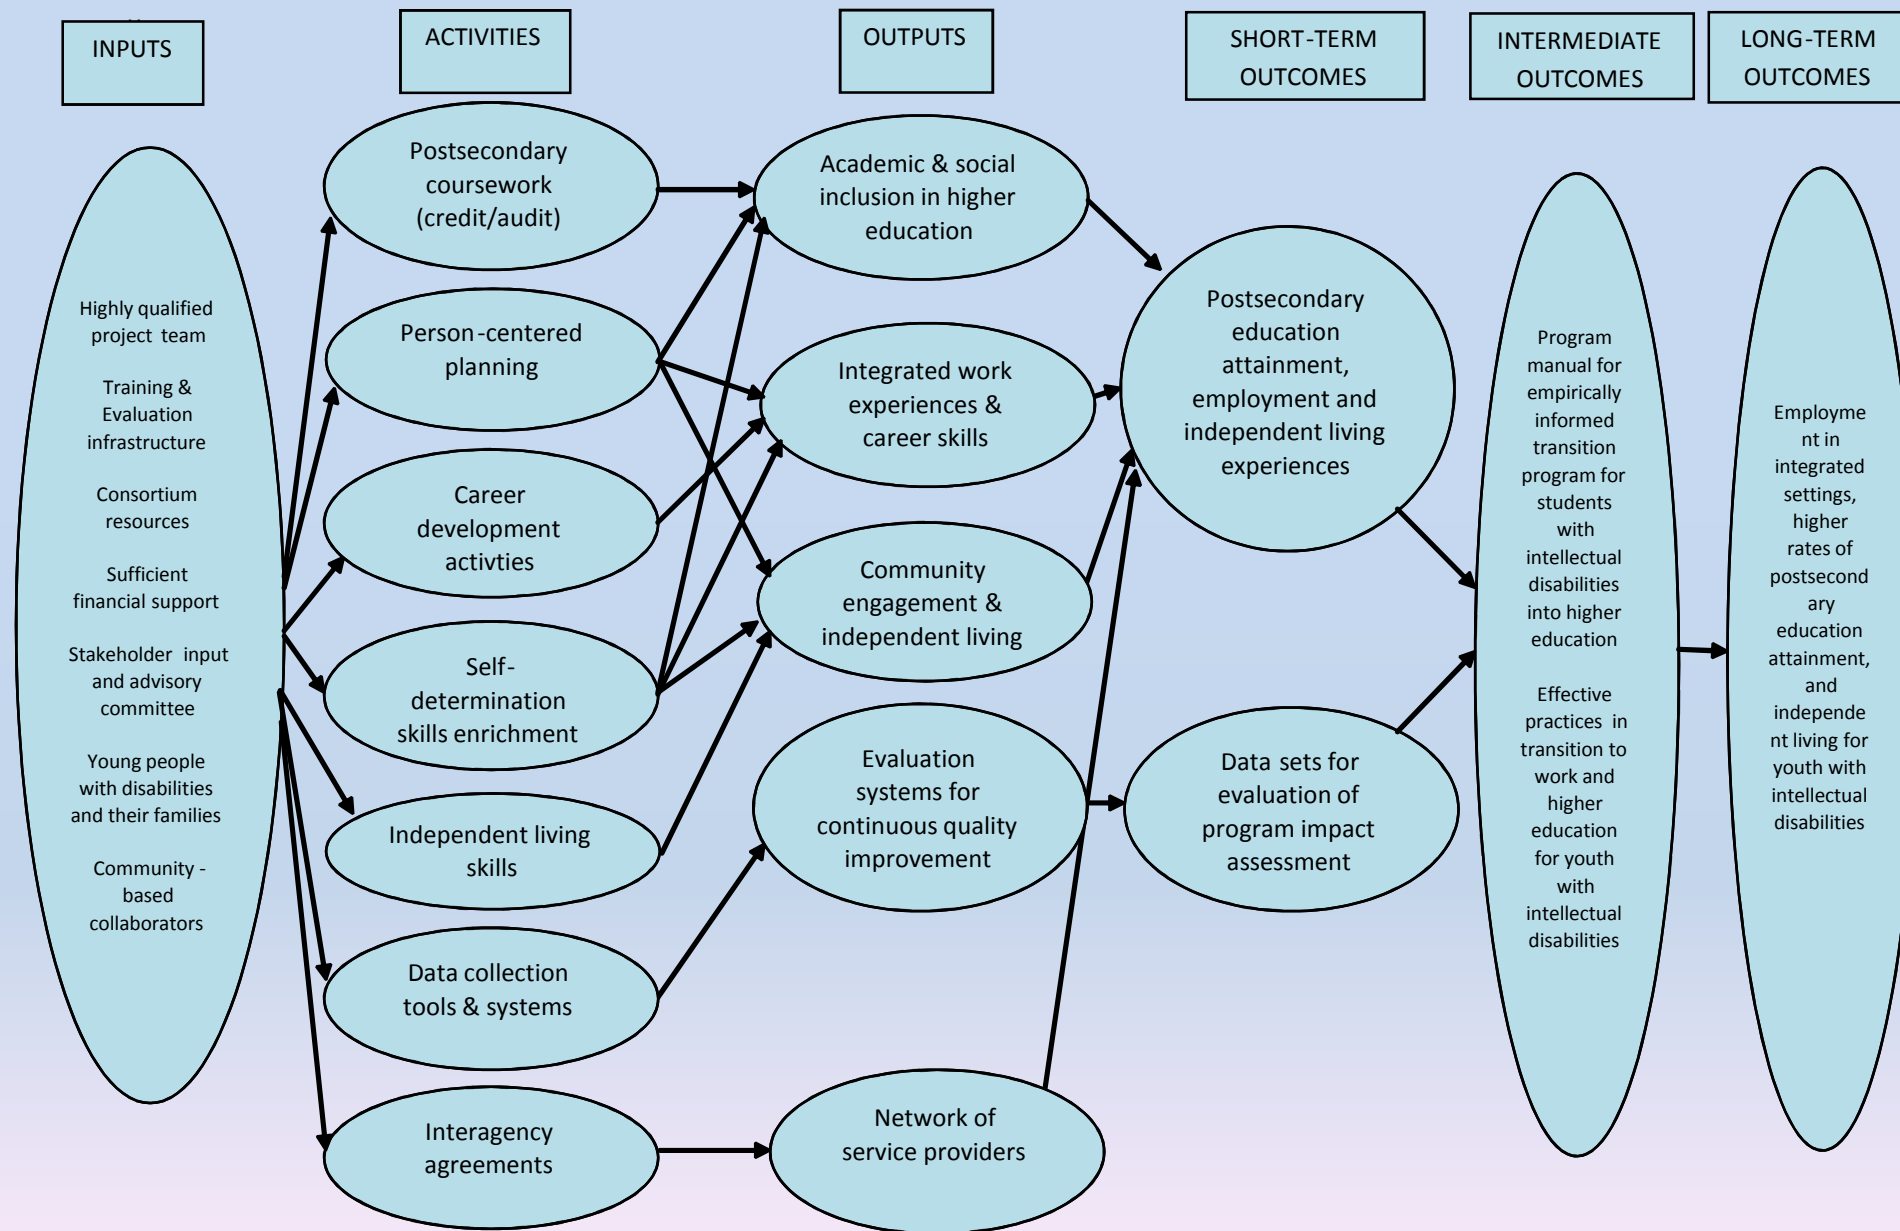 INPUTS
ACTIVITIES
OUTPUTS
SHORT-TERM
OUTCOMES
INTERMEDIATE
OUTCOMES
LONG-TERM
OUTCOMES
Highly qualified
project team
Training &
Evaluation
infrastructure
Consortium
resources
Sufficient
financial support
Stakeholder input
and advisory
committee
Young people
with disabilities
and their families
Community -
based
collaborators
Postsecondary
coursework
(credit/audit)
Person-centered
planning
Career
development
activties
Self-
determination
skills enrichment
Independent living
skills
Data collection
tools & systems
Interagency
agreements
Academic & social
inclusion in higher
education
Integrated work
experiences &
career skills
Community
engagement &
independent living
Evaluation
systems for
continuous quality
improvement
Network of
service providers
Postsecondary
education
attainment,
employment and
independent living
experiences
Data sets for
evaluation of
program impact
assessment
Program
manual for
empirically
informed
transition
program for
students
with
intellectual
disabilities
into higher
education
Effective
practices in
transition to
work and
higher
education
for youth
with
intellectual
disabilities
Employme
nt in
integrated
settings,
higher
rates of
postsecond
ary
education
attainment,
and
independe
nt living for
youth with
intellectual
disabilities